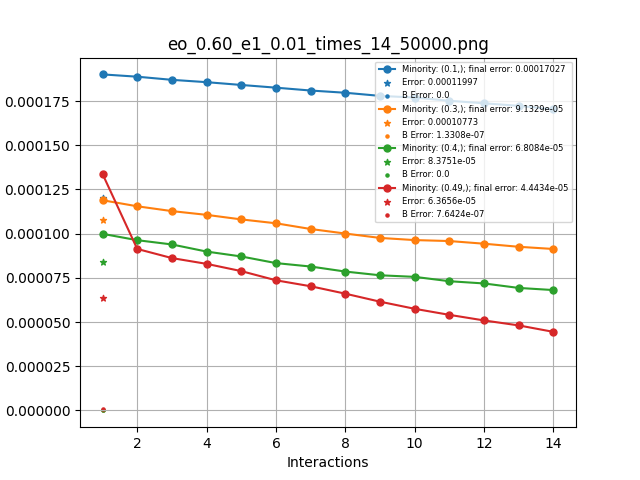 eo_0.60_e1_0.01_times_14_50000.png
Minority: (0.1,); final error: 0.00017027
Error: 0.000111997
B Error: 0.0
Minority: (0.3,); final error: 9.1329e-05
Error: 0.00010773
B Error: 1.3308e-07
Minority: (0.4,); final error: 6.8084e-05
Error: 8.3751e-05
B Error: 0.0
Minority: (0.49,); final error: 4.4434e-05
Error: 6.3656e-05
B Error: 7.6424e-07
0.000175
0.000150
0.000125
0.000100
0.000075
0.000050
0.000025
0.000000
2 4 6 8 10 12 14
Interactions